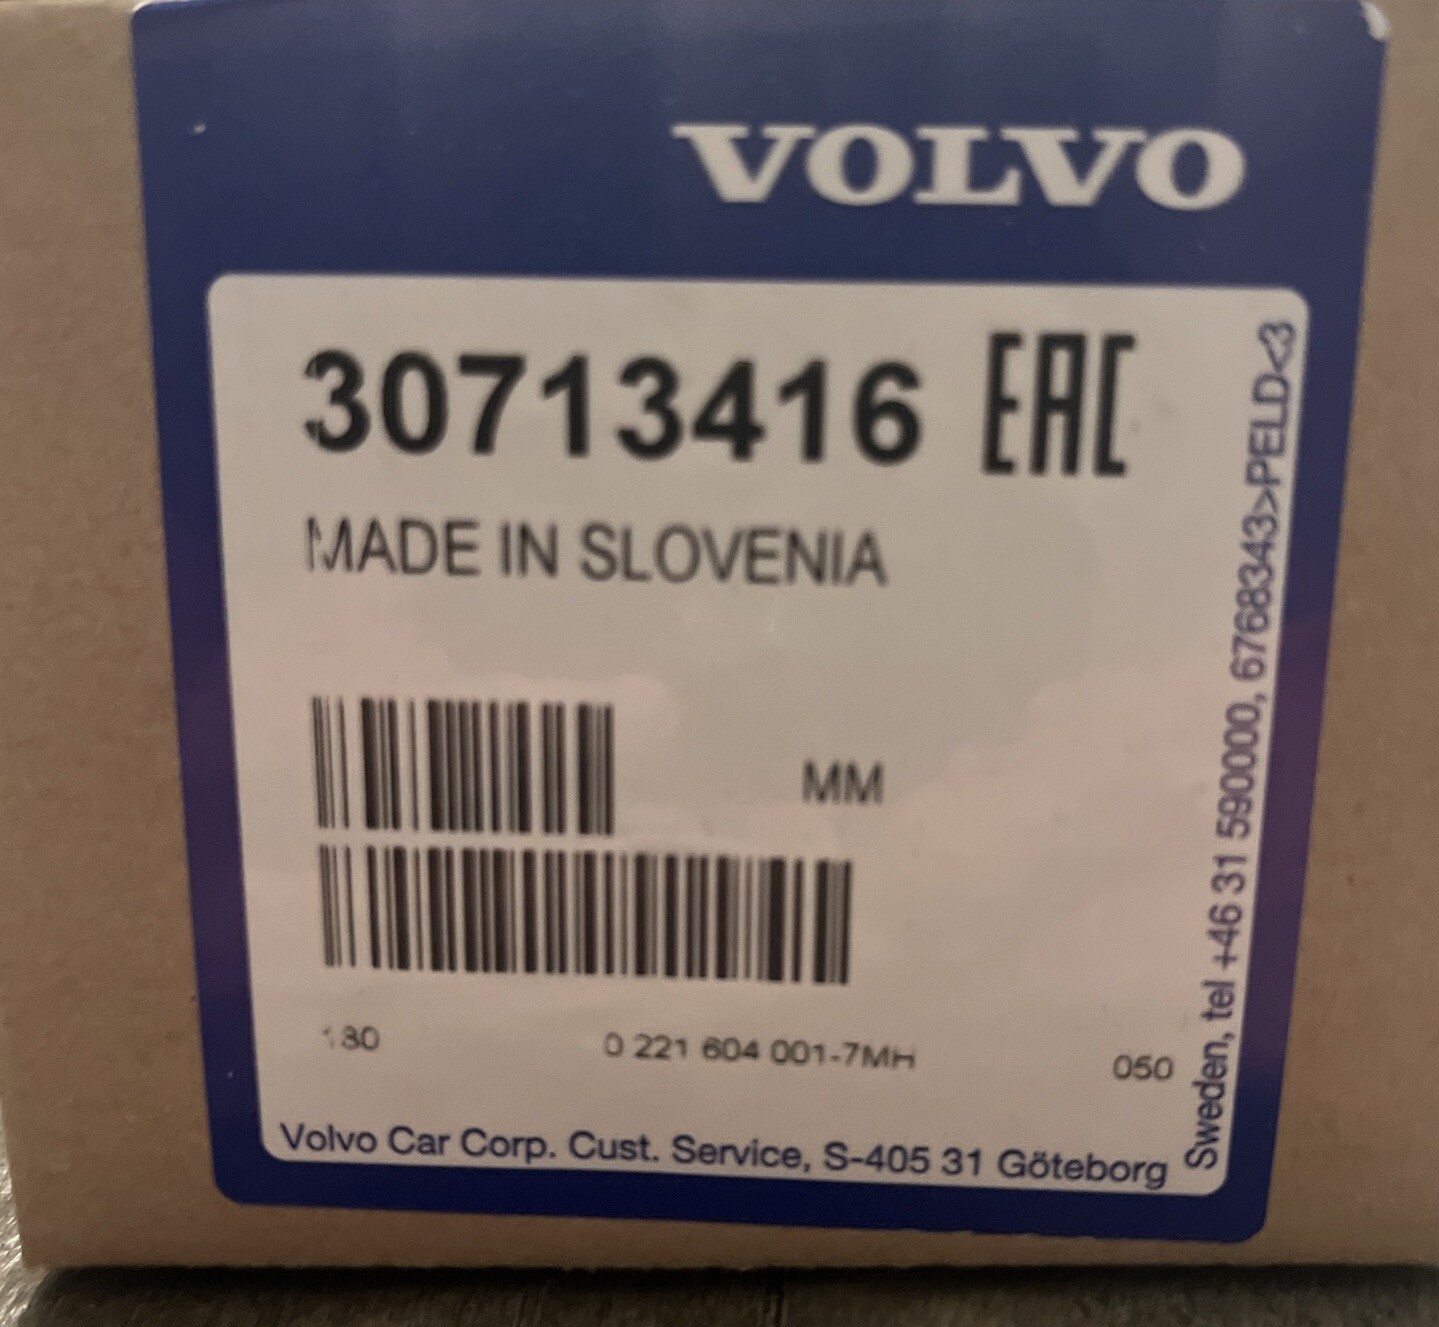 VOLVO
30713416 EAC
MADE IN SLOVENIA
MM
0 221 604 001-7MH
050
Volvo Car Corp. Cust. Service, S-405 31 Göteborg
Sweden, tel +46 31 590000, 6768343>PELD<3